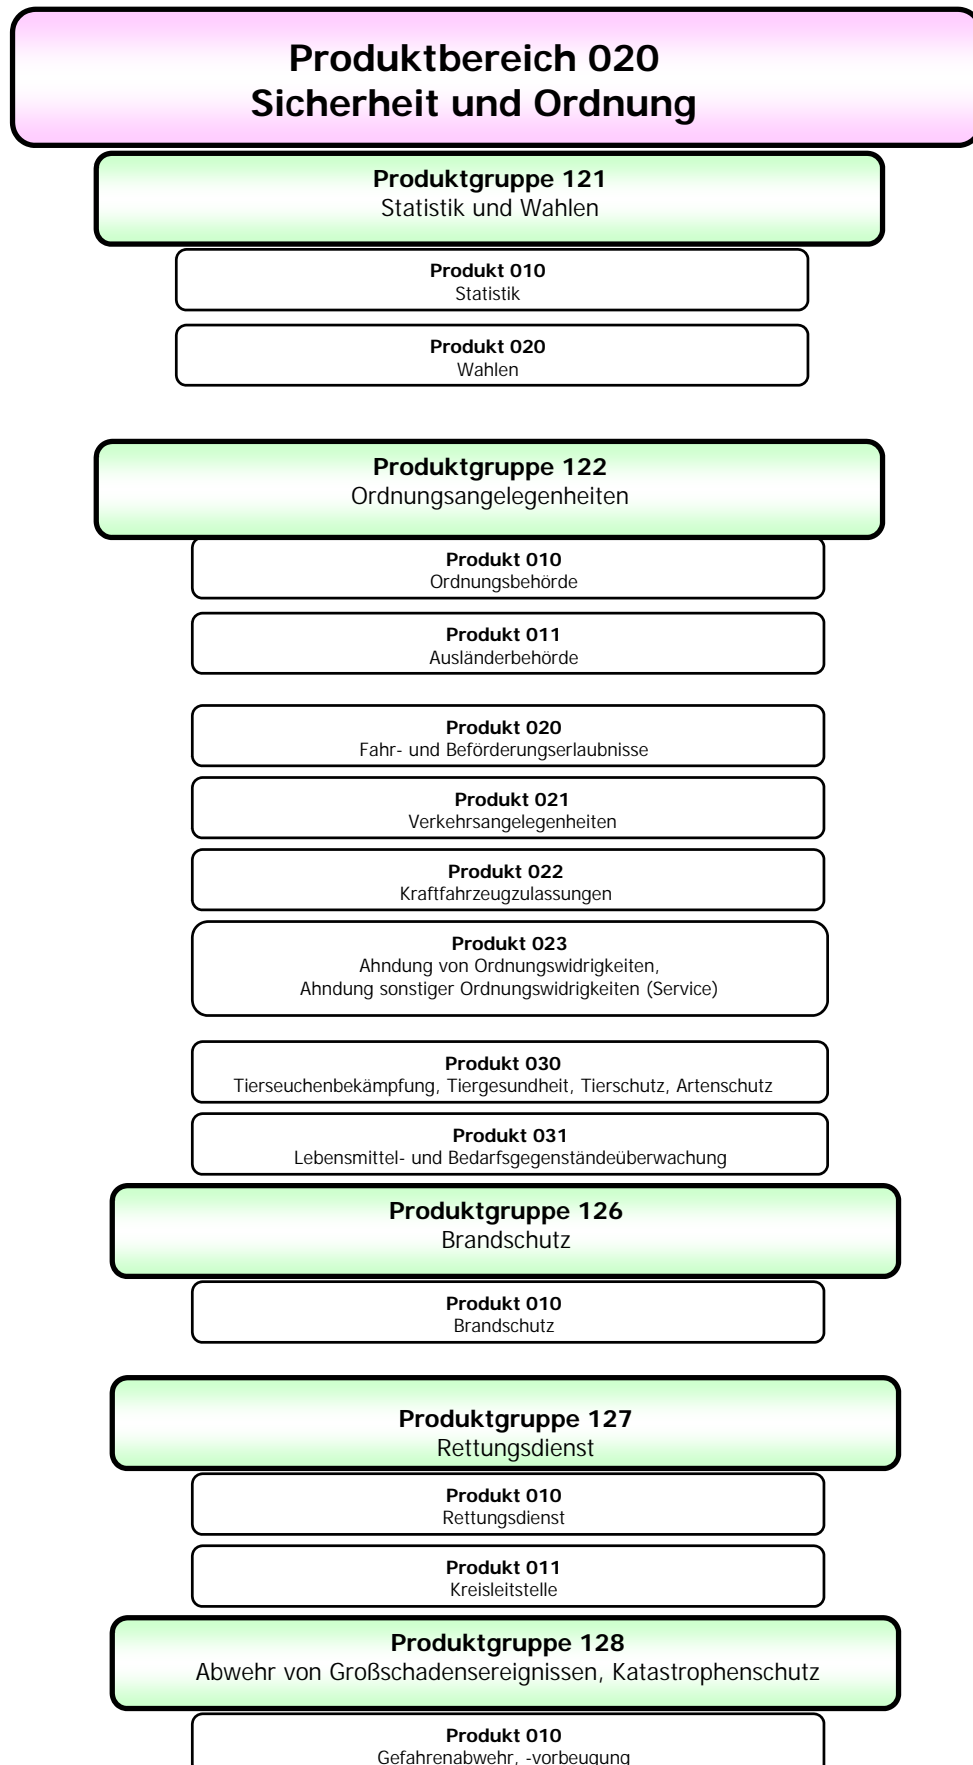 Produktbereich 020
Sicherheit und Ordnung
Produktgruppe 121
Statistik und Wahlen
Produkt 010
Statistik
Produkt 020
Wahlen
Produktgruppe 122
Ordnungsangelegenheiten
Produkt 010
Ordnungsbehörde
Produkt 011
Ausländerbehörde
Produkt 020
Fahr- und Beförderungserlaubnisse
Produkt 021
Verkehrsangelegenheiten
Produkt 022
Kraftfahrzeugzulassungen
Produkt 023
Ahndung von Ordnungswidrigkeiten,
Ahndung sonstiger Ordnungswidrigkeiten (Service)
Produkt 030
Tierseuchenbekämpfung, Tiergesundheit, Tierschutz, Artenschutz
Produkt 031
Lebensmittel- und Bedarfsgegenständeüberwachung
Produktgruppe 126
Brandschutz
Produkt 010
Brandschutz
Produktgruppe 127
Rettungsdienst
Produkt 010
Rettungsdienst
Produkt 011
Kreisleitstelle
Produktgruppe 128
Abwehr von Großschadensereignissen, Katastrophenschutz
Produkt 010
Gefahrenabwehr, -vorbeugung